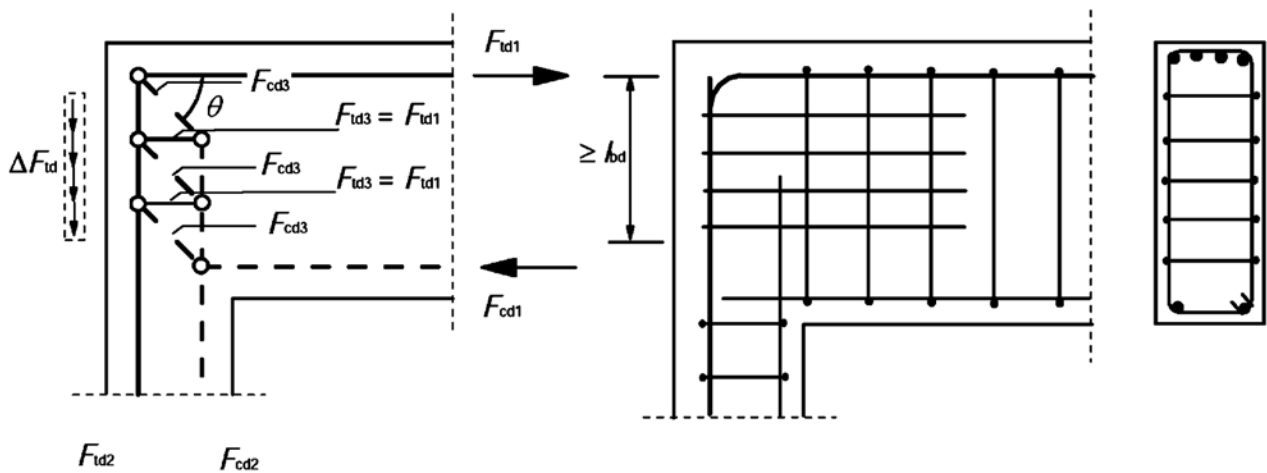 Ftd1
Fcd3
θ
Ftd3 = Ftd1
ΔFtd
Fcd3
Ftd3 = Ftd1
Fcd3
Fcd1
Ftd2
Fcd2
≥ lbd